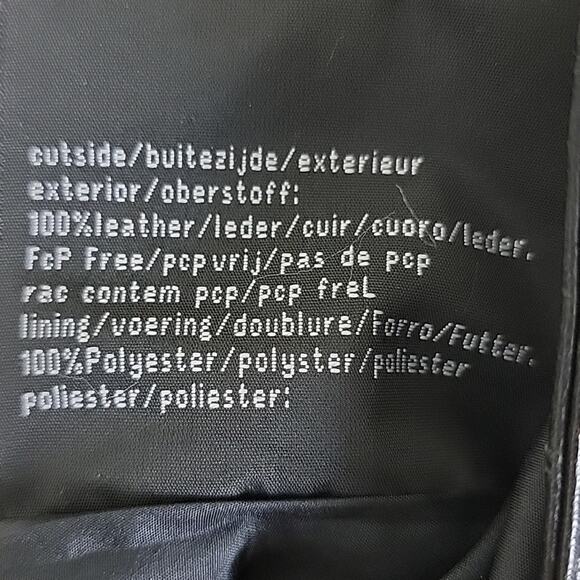 outside/buitezijde/exterieur
exterior/oberstoff:
100%leather/leder/cuir/cuoro/leder.
FcP Free/pcpvrij/pas de pcp
rac contem pcp/pcp freL
lining/voering/doublure/Forro/Futter.
100%Polyester/polyster/poliester
poliester/poliester: